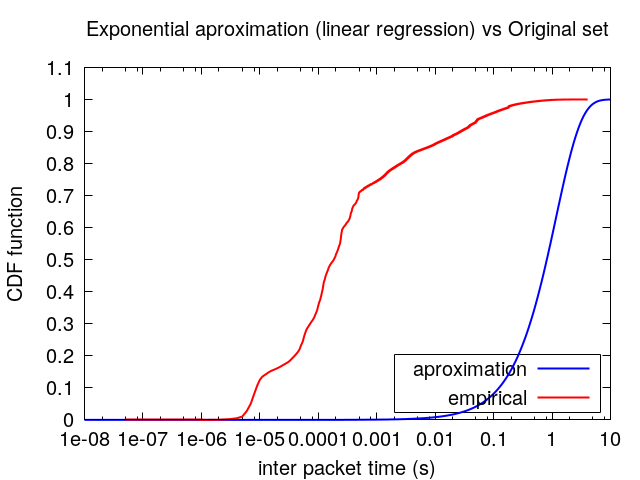 Exponential aproximation (linear regression) vs Original set
1.1
1
0.9
0.8
0.7
0.6
0.5
0.4
0.3
0.2
0.1
0
CDF function
aproximation
empirical
1e-08 1e-07 1e-06 1e-05 0.0001 0.001 0.01 0.1 1 10
inter packet time (s)